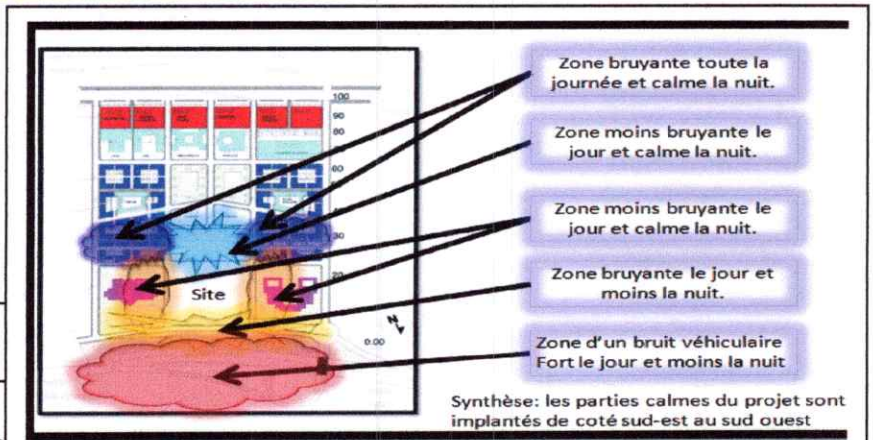 Zone bruyante toute la
journée et calme la nuit.
Zone moins bruyante le
jour et calme la nuit.
Zone moins bruyante le
jour et calme la nuit.
Zone bruyante le jour et
moins la nuit.
Zone d'un bruit véhiculaire
Fort le jour et moins la nuit
100
90
80
60
30
20
Site
N
0.00
Synthèse: les parties calmes du projet sont
implantés de coté sud-est au sud ouest